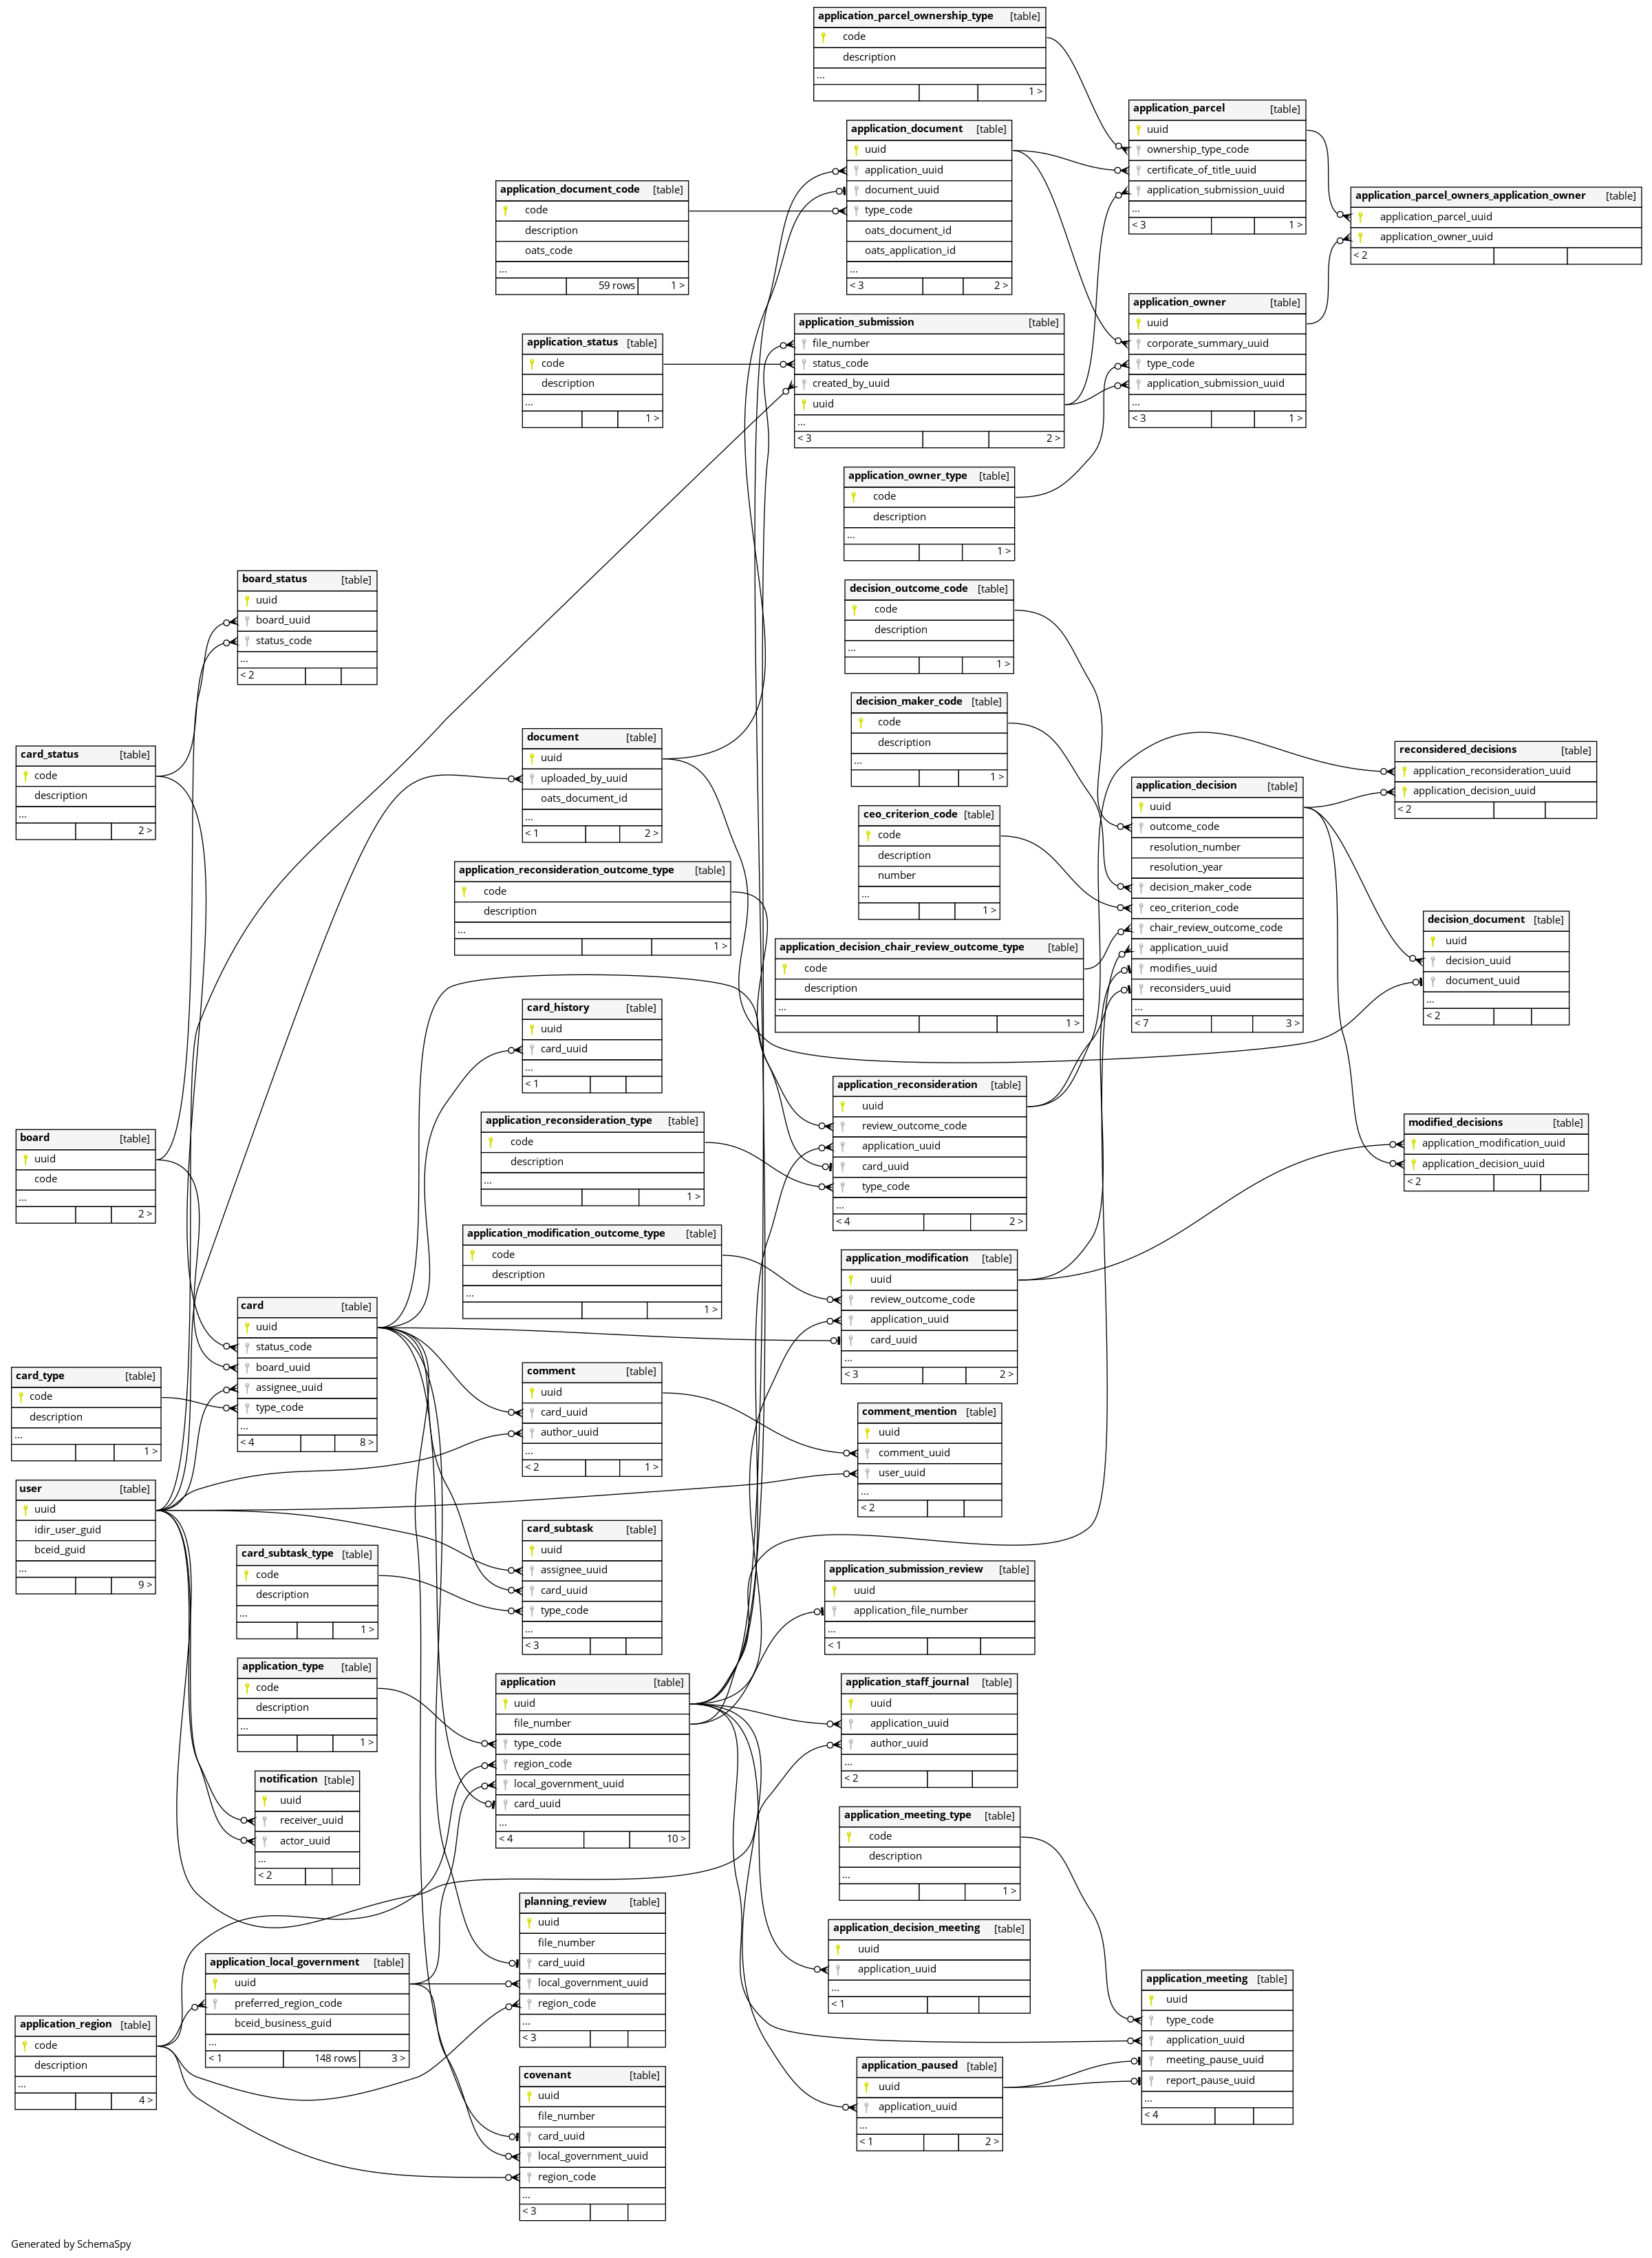 application_parcel_ownership_type [table]
code
description
...
1 >
application_parcel [table]
uuid
ownership_type_code
certificate_of_title_uuid
application_submission_uuid
...
< 3 1 >
application_document [table]
uuid
application_uuid
document_uuid
type_code
oats_document_id
oats_application_id
...
< 3 2 >
application_document_code [table]
code
description
oats_code
...
59 rows 1 >
application_parcel_owners_application_owner [table]
application_parcel_uuid
application_owner_uuid
< 2
application_owner [table]
uuid
corporate_summary_uuid
type_code
application_submission_uuid
...
< 3 1 >
application_submission [table]
file_number
status_code
created_by_uuid
uuid
...
< 3 2 >
application_status [table]
code
description
...
1 >
application_owner_type [table]
code
description
...
1 >
board_status [table]
uuid
board_uuid
status_code
...
< 2
decision_outcome_code [table]
code
description
...
1 >
decision_maker_code [table]
code
description
...
1 >
document [table]
uuid
uploaded_by_uuid
oats_document_id
...
< 1 2 >
card_status [table]
code
description
...
2 >
reconsidered_decisions [table]
application_reconsideration_uuid
application_decision_uuid
< 2
application_decision [table]
uuid
outcome_code
resolution_number
resolution_year
decision_maker_code
ceo_criterion_code
chair_review_outcome_code
application_uuid
modifies_uuid
reconsiders_uuid
...
< 7 3 >
ceo_criterion_code [table]
code
description
number
...
1 >
application_reconsideration_outcome_type [table]
code
description
...
1 >
decision_document [table]
uuid
decision_uuid
document_uuid
...
< 2
application_decision_chair_review_outcome_type [table]
code
description
...
1 >
card_history [table]
uuid
card_uuid
...
< 1
application_reconsideration [table]
uuid
review_outcome_code
application_uuid
card_uuid
type_code
...
< 4 2 >
application_reconsideration_type [table]
code
description
...
1 >
modified_decisions [table]
application_modification_uuid
application_decision_uuid
< 2
board [table]
uuid
code
...
2 >
application_modification_outcome_type [table]
code
description
...
1 >
application_modification [table]
uuid
review_outcome_code
application_uuid
card_uuid
...
< 3 2 >
card [table]
uuid
status_code
board_uuid
assignee_uuid
type_code
...
< 4 8 >
card_type [table]
code
description
...
1 >
comment [table]
uuid
card_uuid
author_uuid
...
< 2 1 >
comment_mention [table]
uuid
comment_uuid
user_uuid
...
< 2
user [table]
uuid
idir_user_guid
bceid_guid
...
9 >
card_subtask [table]
uuid
assignee_uuid
card_uuid
type_code
...
< 3
card_subtask_type [table]
code
description
...
1 >
application_submission_review [table]
uuid
application_file_number
...
< 1
application_type [table]
code
description
...
1 >
application [table]
uuid
file_number
type_code
region_code
local_government_uuid
card_uuid
...
< 4 10 >
application_staff_journal [table]
uuid
application_uuid
author_uuid
...
< 2
notification [table]
uuid
receiver_uuid
actor_uuid
...
< 2
application_meeting_type [table]
code
description
...
1 >
planning_review [table]
uuid
file_number
card_uuid
local_government_uuid
region_code
...
< 3
application_decision_meeting [table]
uuid
application_uuid
...
< 1
application_local_government [table]
uuid
preferred_region_code
bceid_business_guid
...
< 1 148 rows 3 >
application_meeting [table]
uuid
type_code
application_uuid
meeting_pause_uuid
report_pause_uuid
...
< 4
application_region [table]
code
description
...
4 >
application_paused [table]
uuid
application_uuid
...
< 1 2 >
covenant [table]
uuid
file_number
card_uuid
local_government_uuid
region_code
...
< 3
Generated by SchemaSpy